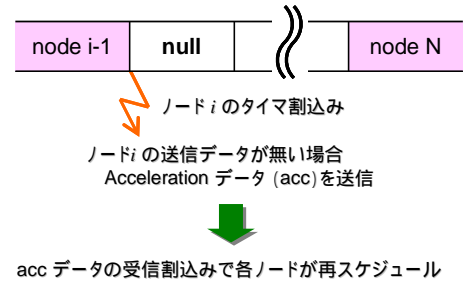 node i-1 null node N
ノード i のタイマ割込み
ノードi の送信データが無い場合
Acceleration データ (acc)を送信
acc データの受信割込みで各ノードが再スケジュール